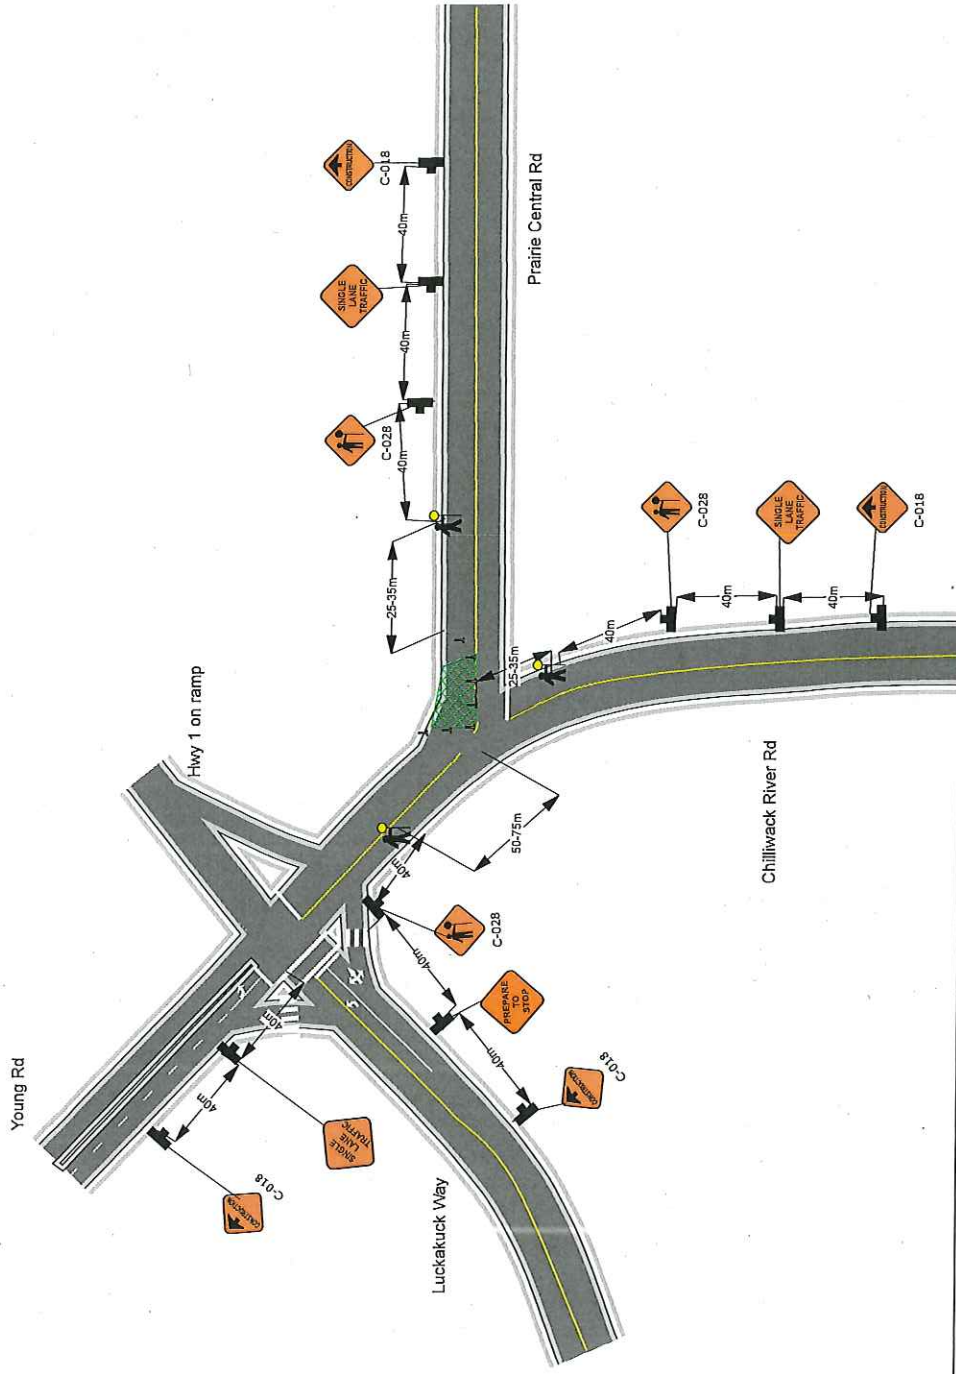 CONSTRUCTION
C-018
40m
SINGLE
LANE
TRAFFIC
40m
C-028
40m
Prairie Central Rd
25-35m
C-028
SINGLE
LANE
TRAFFIC
CONSTRUCTION
C-018
40m
40m
40m
25-35m
Hwy 1 on ramp
Chilliwack River Rd
50-75m
40m
C-028
40m
PREPARE
TO
STOP
40m
CONSTRUCTION
C-018
Young Rd
40m
40m
SINGLE
LANE
TRAFFIC
CONSTRUCTION
C-018
Luckakuck Way